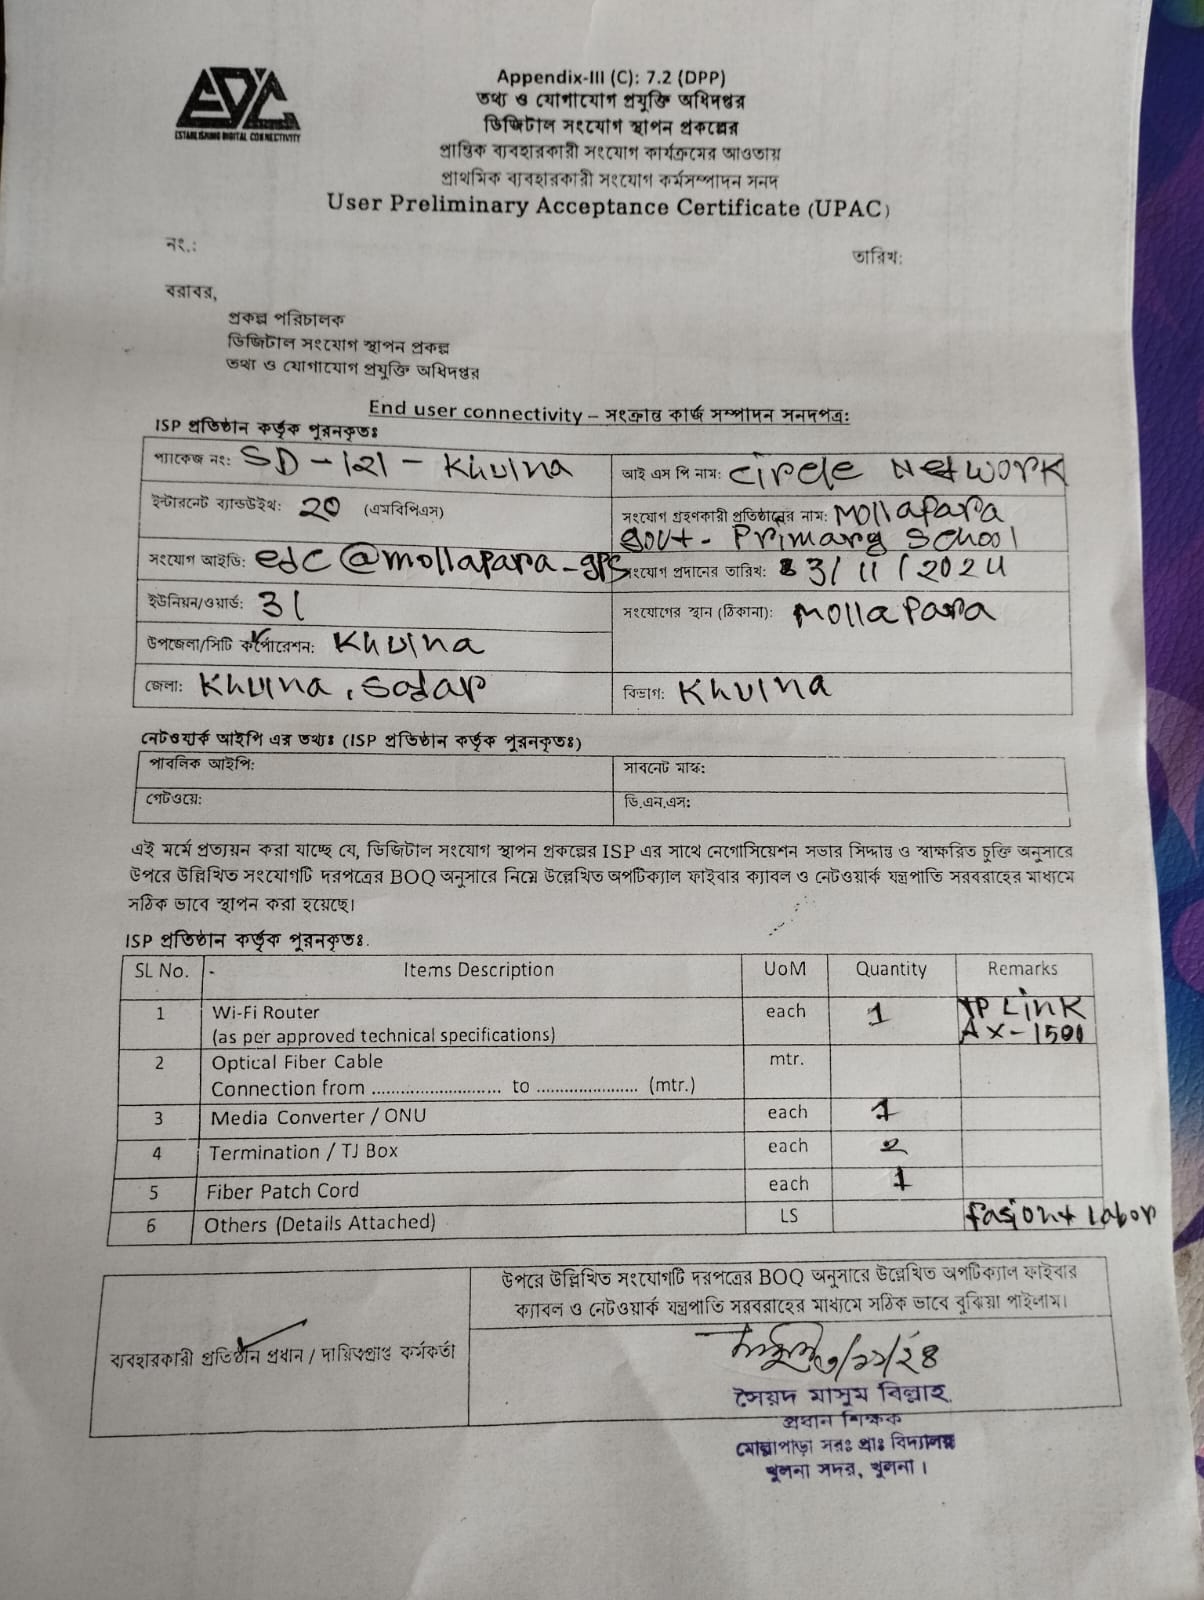 EDC
ESTABLISHING DIGITAL CONNECTIVITY
Appendix-III (C): 7.2 (DPP)
তথ্য ও যোগাযোগ প্রযুক্তি অধিদপ্তর
ডিজিটাল সংযোগ স্থাপন প্রকল্পের
প্রান্তিক ব্যবহারকারী সংযোগ কার্যক্রমের আওতায়
প্রাথমিক ব্যবহারকারী সংযোগ কর্মসম্পাদন সনদ
User Preliminary Acceptance Certificate (UPAC)
নং.:
তারিখ:
বরাবর,
প্রকল্প পরিচালক
ডিজিটাল সংযোগ স্থাপন প্রকল্প
তথ্য ও যোগাযোগ প্রযুক্তি অধিদপ্তর
End user connectivity – সংক্রান্ত কার্জ সম্পাদন সনদপত্র:
ISP প্রতিষ্ঠান কর্তৃক পুরনকৃতঃ
প্যাকেজ নং: SD-121-Khulna
আই এস পি নাম: Circle Network
ইন্টারনেট ব্যান্ডউইথ: 20 (এমবিপিএস)
সংযোগ গ্রহণকারী প্রতিষ্ঠানের নাম: Mollapara
Govt. Primary School
সংযোগ আইডি: edc@mollapara-gps
সংযোগ প্রদানের তারিখ: 3/11/2024
ইউনিয়ন/ওয়ার্ড: 31
সংযোগের স্থান (ঠিকানা): Mollapara
উপজেলা/সিটি কর্পোরেশন: Khulna
জেলা: Khulna, Sadar
বিভাগ: Khulna
নেটওয়ার্ক আইপি এর তথ্যঃ (ISP প্রতিষ্ঠান কর্তৃক পুরনকৃতঃ)
পাবলিক আইপি:
সাবনেট মাস্ক:
গেটওয়ে:
ডি.এন.এস:
এই মর্মে প্রত্যয়ন করা যাচ্ছে যে, ডিজিটাল সংযোগ স্থাপন প্রকল্পের ISP এর সাথে নেগোসিয়েশন সভার সিদ্দান্ত ও স্বাক্ষরিত চুক্তি অনুসারে
উপরে উল্লিখিত সংযোগটি দরপত্রের BOQ অনুসারে নিম্নে উল্লেখিত অপটিক্যাল ফাইবার ক্যাবল ও নেটওয়ার্ক যন্ত্রপাতি সরবরাহের মাধ্যমে
সঠিক ভাবে স্থাপন করা হয়েছে।
ISP প্রতিষ্ঠান কর্তৃক পুরনকৃতঃ.
SL No. - Items Description UoM Quantity Remarks
1 Wi-Fi Router each 1 TP Link
(as per approved technical specifications) AX-1500
2 Optical Fiber Cable mtr.
Connection from ............................ to ...................... (mtr.)
3 Media Converter / ONU each 1
4 Termination / TJ Box each 2
5 Fiber Patch Cord each 1
6 Others (Details Attached) LS fasion+Labor
উপরে উল্লিখিত সংযোগটি দরপত্রের BOQ অনুসারে উল্লেখিত অপটিক্যাল ফাইবার
ক্যাবল ও নেটওয়ার্ক যন্ত্রপাতি সরবরাহের মাধ্যমে সঠিক ভাবে বুঝিয়া পাইলাম।
ব্যবহারকারী প্রতিষ্ঠান প্রধান / দায়িত্বপ্রাপ্ত কর্মকর্তা
৩/১১/২৪
সৈয়দ মাসুম বিল্লাহ
প্রধান শিক্ষক
মোল্লাপাড়া সরঃ প্রাঃ বিদ্যালয়
খুলনা সদর, খুলনা।